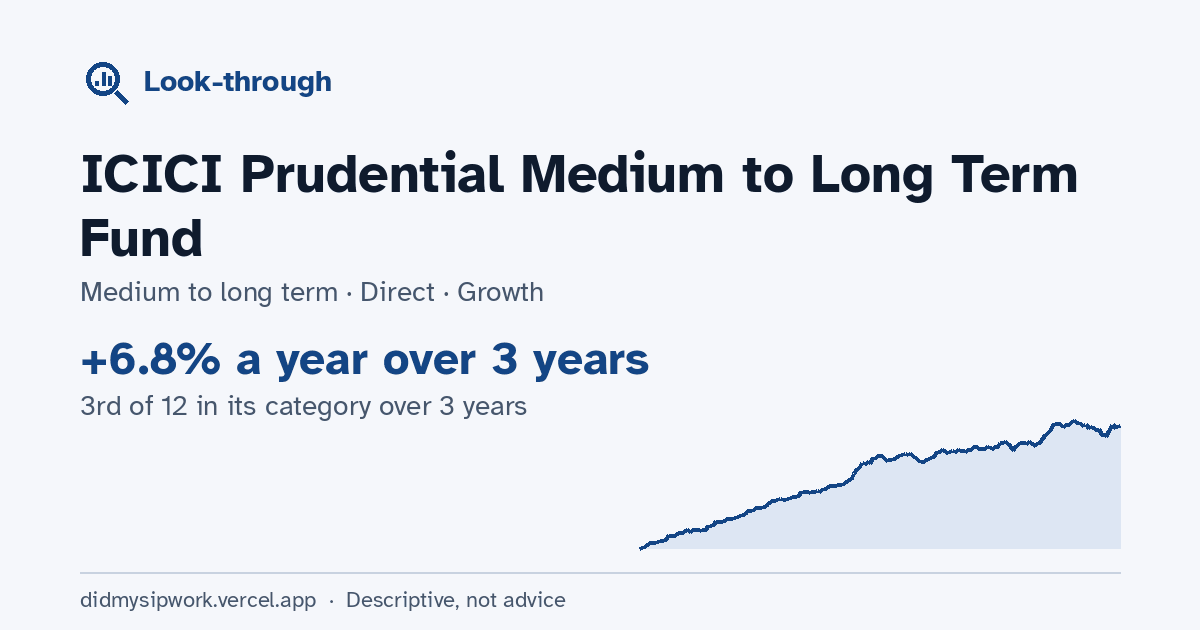 Look-through
ICICI Prudential Medium to Long Term
Fund
Medium to long term · Direct · Growth
+6.8% a year over 3 years
3rd of 12 in its category over 3 years
didmysipwork.vercel.app · Descriptive, not advice